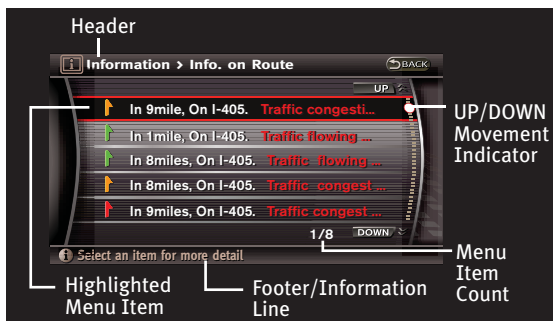 Header
Information > Info. on Route
BACK
UP
In 9mile, On I-405. Traffic congesti...
In 1mile, On I-405. Traffic flowing ...
In 8miles, On I-405. Traffic flowing ...
In 8miles, On I-405. Traffic congest ...
In 9miles, On I-405. Traffic congest ...
1/8 DOWN
i Select an item for more detail
UP/DOWN
Movement
Indicator
Highlighted
Menu Item
Footer/Information
Line
Menu
Item
Count